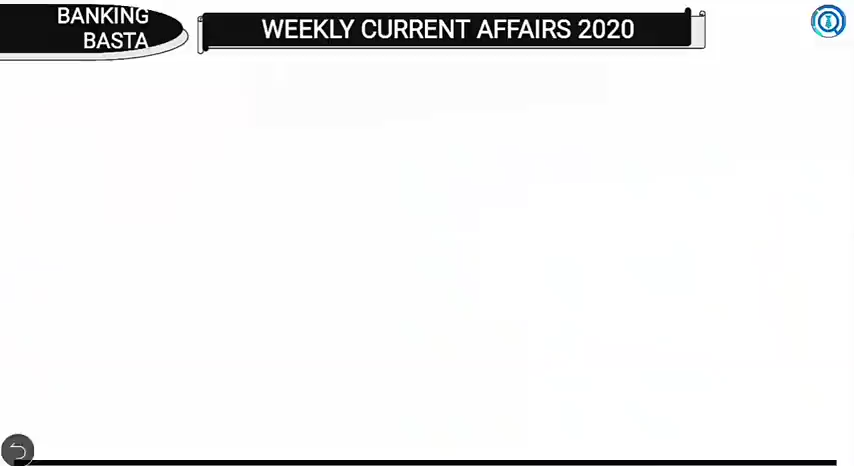 BANKING
BASTA
WEEKLY CURRENT AFFAIRS 2020